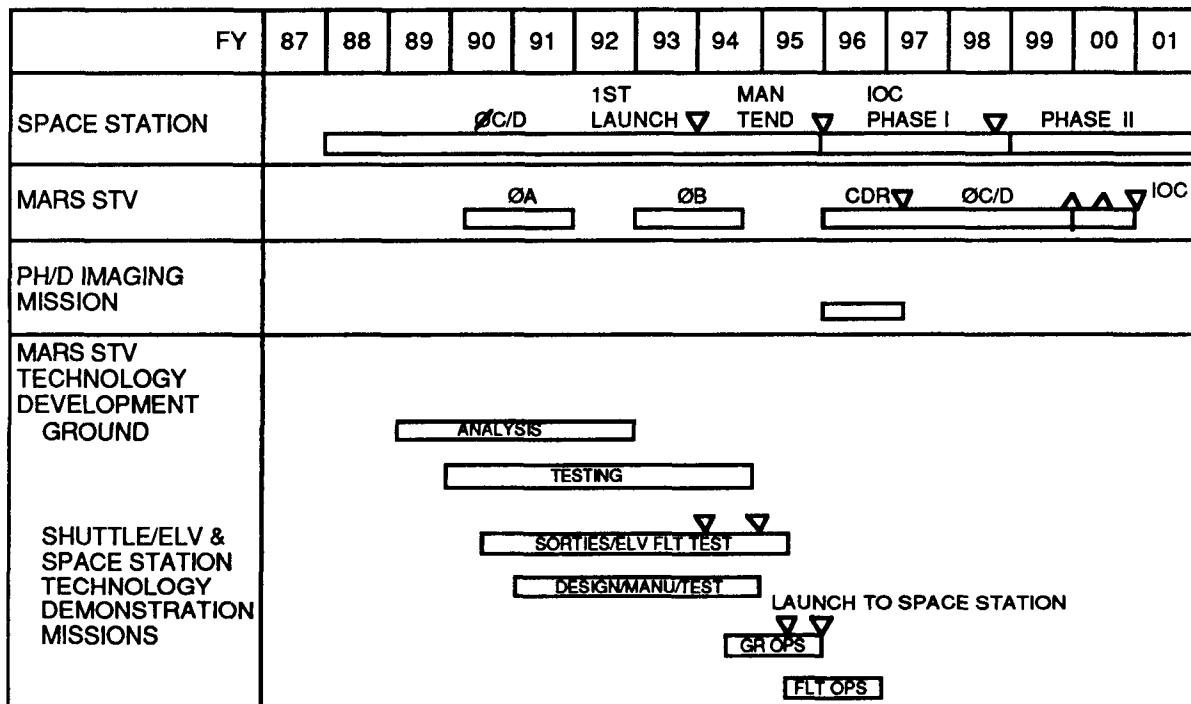 FY 87 88 89 90 91 92 93 94 95 96 97 98 99 00 01
SPACE STATION
ØC/D
1ST
LAUNCH
MAN
TEND
IOC
PHASE I
PHASE II
MARS STV
ØA
ØB
CDR
ØC/D
IOC
PH/D IMAGING
MISSION
MARS STV
TECHNOLOGY
DEVELOPMENT
GROUND
ANALYSIS
TESTING
SHUTTLE/ELV &
SPACE STATION
TECHNOLOGY
DEMONSTRATION
MISSIONS
SORTIES/ELV FLT TEST
DESIGN/MANU/TEST
LAUNCH TO SPACE STATION
GR OPS
FLT OPS